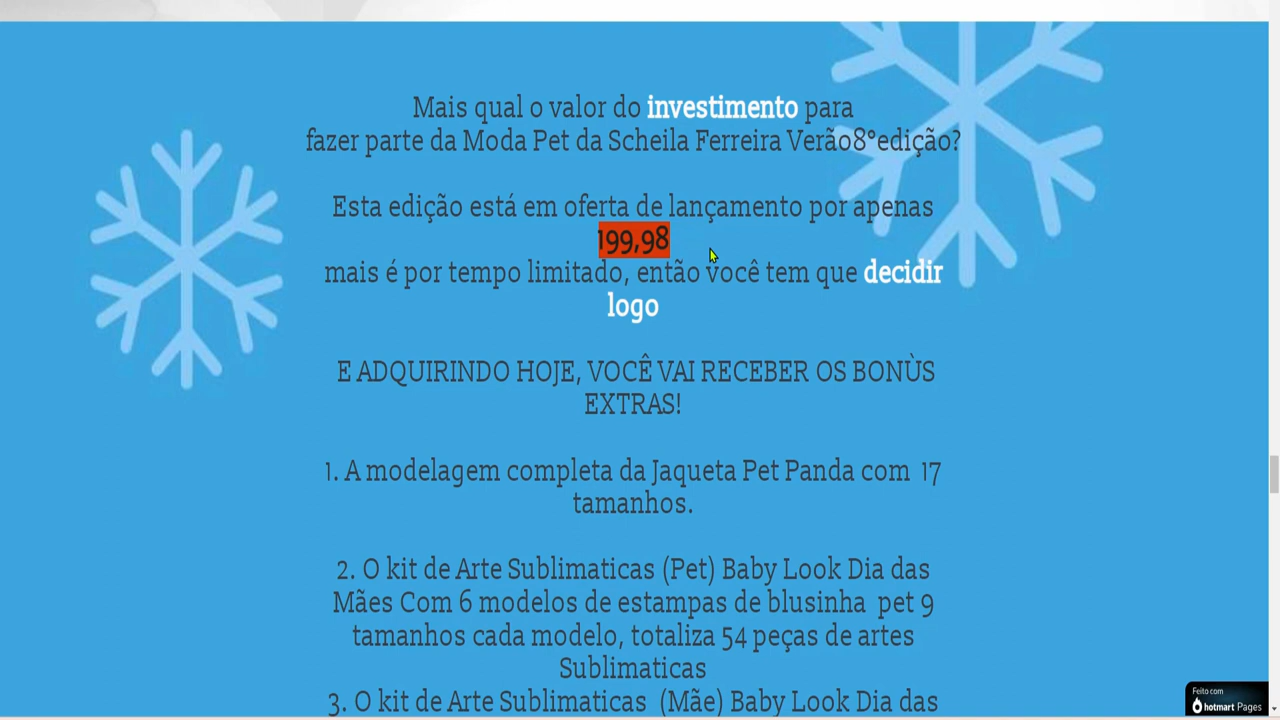 Mais qual o valor do investimento para
fazer parte da Moda Pet da Scheila Ferreira Verão8°edição?
Esta edição está em oferta de lançamento por apenas
199,98
mais é por tempo limitado, então você tem que decidir
logo
E ADQUIRINDO HOJE, VOCÊ VAI RECEBER OS BONÙS
EXTRAS!
1. A modelagem completa da Jaqueta Pet Panda com 17
tamanhos.
2. O kit de Arte Sublimaticas (Pet) Baby Look Dia das
Mães Com 6 modelos de estampas de blusinha pet 9
tamanhos cada modelo, totaliza 54 peças de artes
Sublimaticas
3. O kit de Arte Sublimaticas (Mãe) Baby Look Dia das
Feito com
hotmart Pages